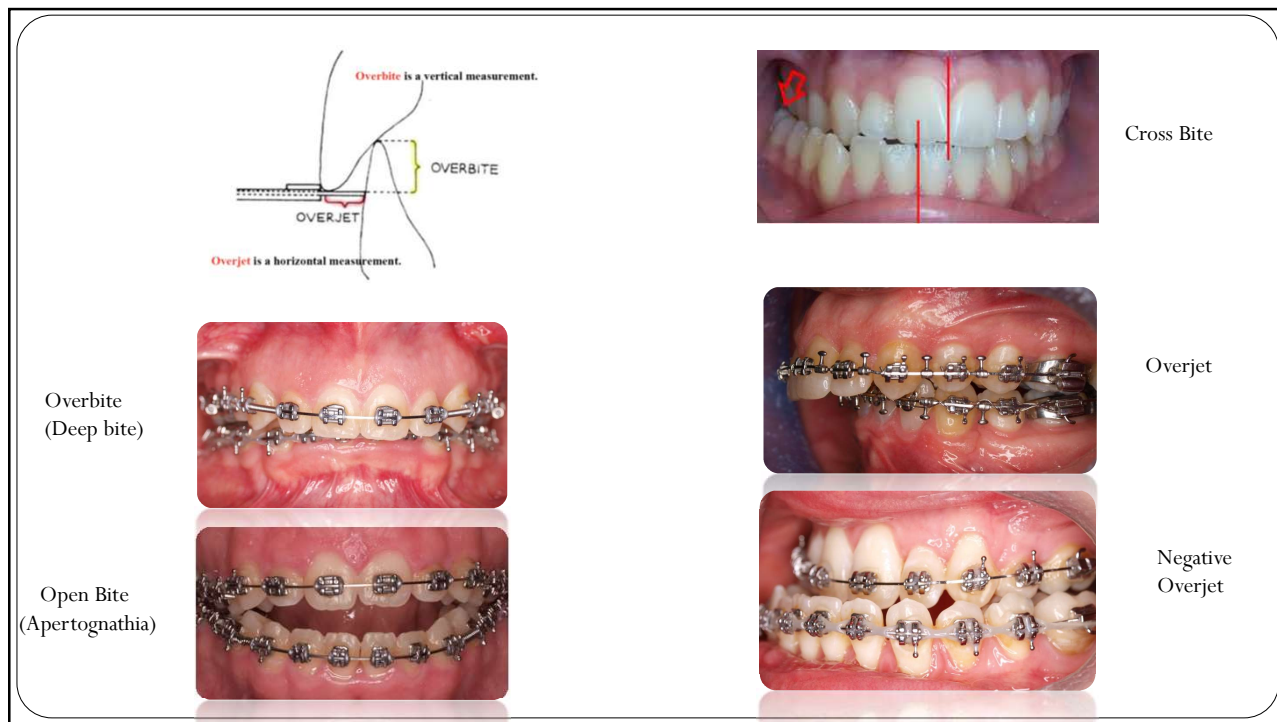 Overbite is a vertical measurement.
OVERBITE
OVERJET
Overjet is a horizontal measurement.
Cross Bite
Overbite
(Deep bite)
Overjet
Open Bite
(Apertognathia)
Negative
Overjet